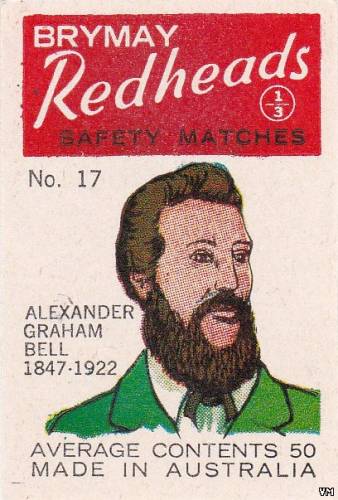 BRYMAY
Redheads
1/3
SAFETY MATCHES
No. 17
ALEXANDER
GRAHAM
BELL
1847-1922
AVERAGE CONTENTS 50
MADE IN AUSTRALIA
VM